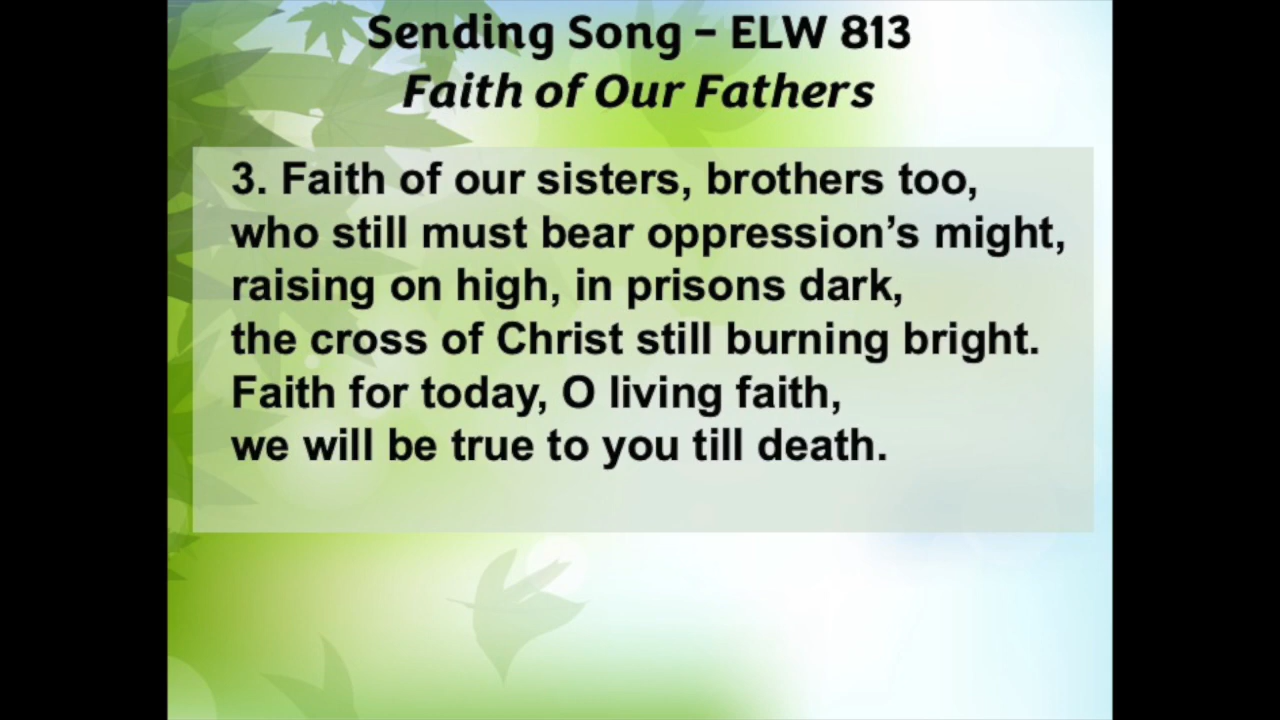 Sending Song – ELW 813
Faith of Our Fathers
3. Faith of our sisters, brothers too,
who still must bear oppression’s might,
raising on high, in prisons dark,
the cross of Christ still burning bright.
Faith for today, O living faith,
we will be true to you till death.